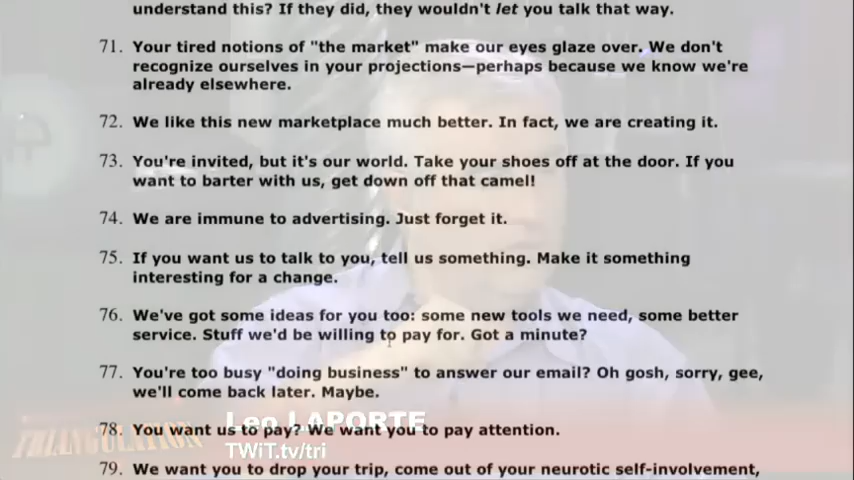 understand this? If they did, they wouldn't let you talk that way.
71. Your tired notions of "the market" make our eyes glaze over. We don't
recognize ourselves in your projections—perhaps because we know we're
already elsewhere.
72. We like this new marketplace much better. In fact, we are creating it.
73. You're invited, but it's our world. Take your shoes off at the door. If you
want to barter with us, get down off that camel!
74. We are immune to advertising. Just forget it.
75. If you want us to talk to you, tell us something. Make it something
interesting for a change.
76. We've got some ideas for you too: some new tools we need, some better
service. Stuff we'd be willing to pay for. Got a minute?
77. You're too busy "doing business" to answer our email? Oh gosh, sorry, gee,
we'll come back later. Maybe.
Leo LAPORTE
78. You want us to pay? We want you to pay attention.
TRIANGULATION
TWiT.tv/tri
79. We want you to drop your trip, come out of your neurotic self-involvement,